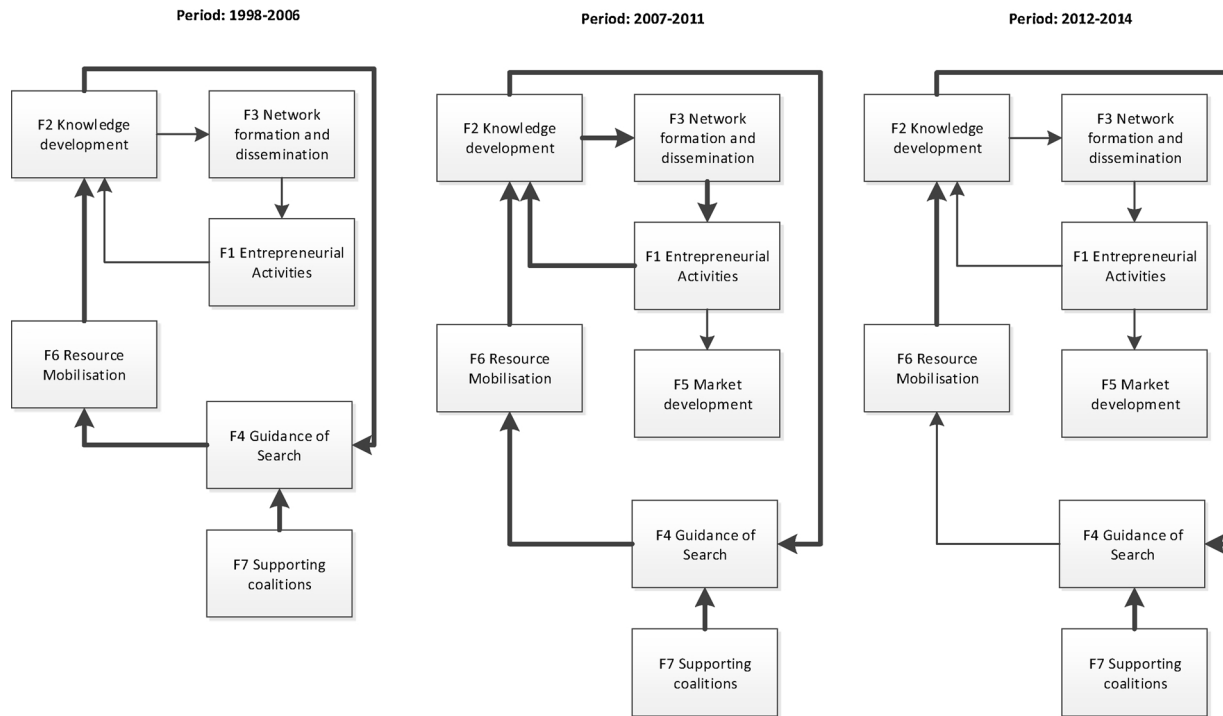 Period: 1998-2006
F2 Knowledge
development
F3 Network
formation and
dissemination
F1 Entrepreneurial
Activities
F6 Resource
Mobilisation
F4 Guidance of
Search
F7 Supporting
coalitions
Period: 2007-2011
F2 Knowledge
development
F3 Network
formation and
dissemination
F1 Entrepreneurial
Activities
F6 Resource
Mobilisation
F5 Market
development
F4 Guidance of
Search
F7 Supporting
coalitions
Period: 2012-2014
F2 Knowledge
development
F3 Network
formation and
dissemination
F1 Entrepreneurial
Activities
F6 Resource
Mobilisation
F5 Market
development
F4 Guidance of
Search
F7 Supporting
coalitions